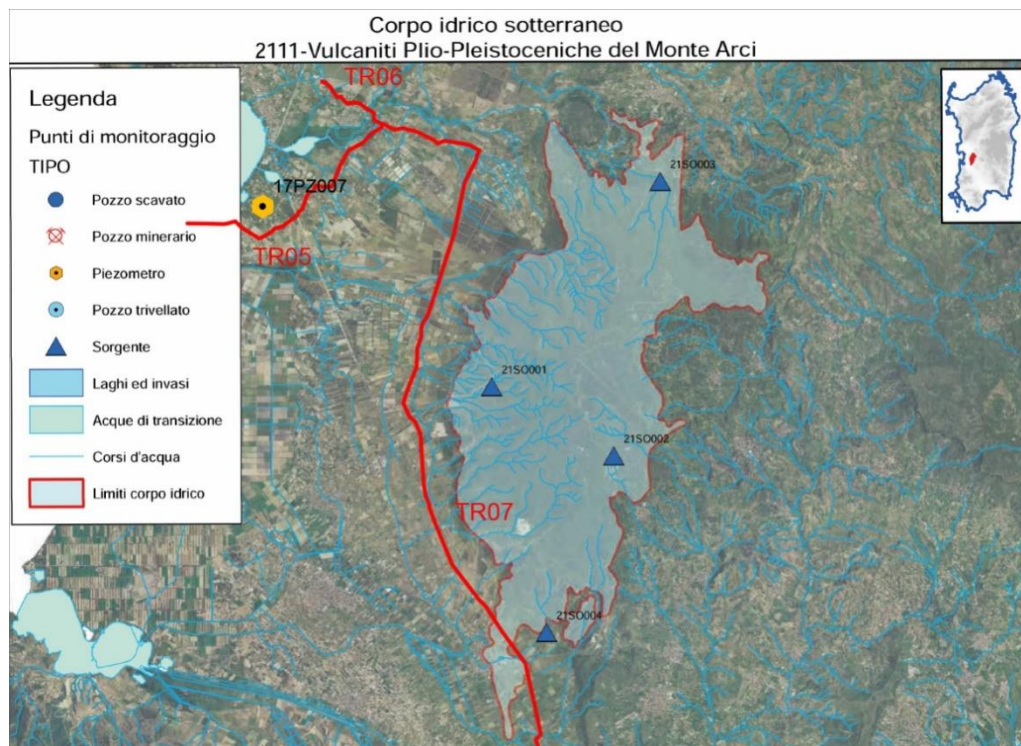 Corpo idrico sotterraneo
2111-Vulcaniti Plio-Pleistoceniche del Monte Arci
Legenda
Punti di monitoraggio
TIPO
Pozzo scavato
Pozzo minerario
Piezometro
Pozzo trivellato
Sorgente
Laghi ed invasi
Acque di transizione
Corsi d'acqua
Limiti corpo idrico
TR06
17PZ007
TR05
21SO003
21SO001
21SO002
TR07
21SO004